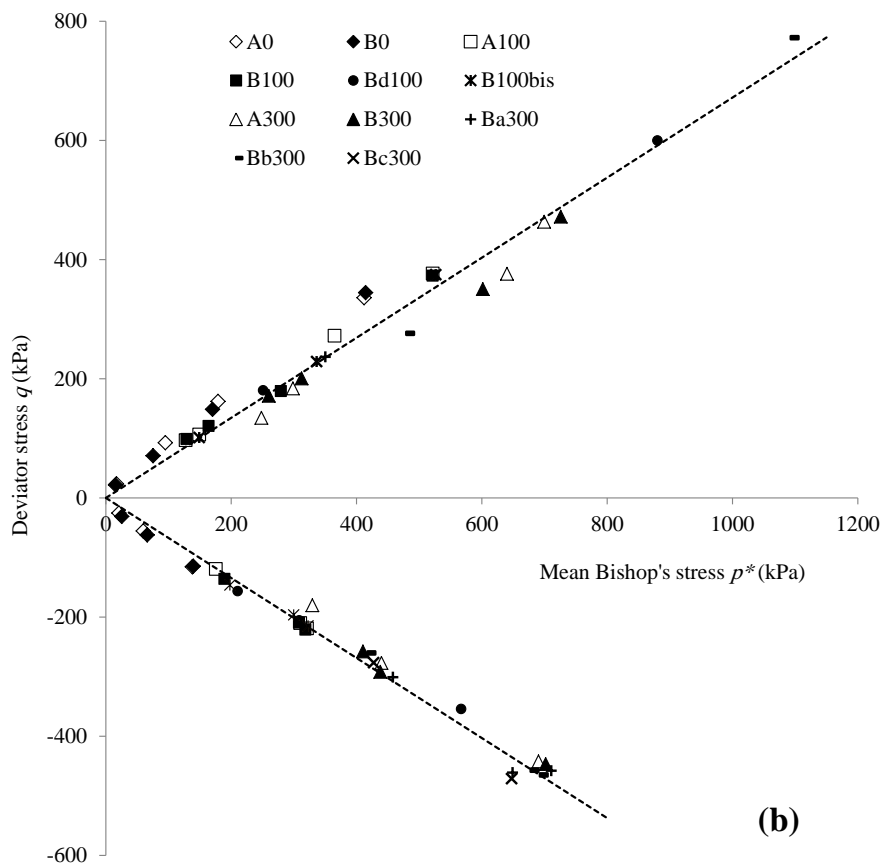 800
A0 B0 A100
B100 Bd100 B100bis
600
A300 B300 Ba300
Bb300 Bc300
400
200
0
0 200 400 600 800 1000 1200
Deviator stress q (kPa)
Mean Bishop's stress p* (kPa)
-200
-400
(b)
-600